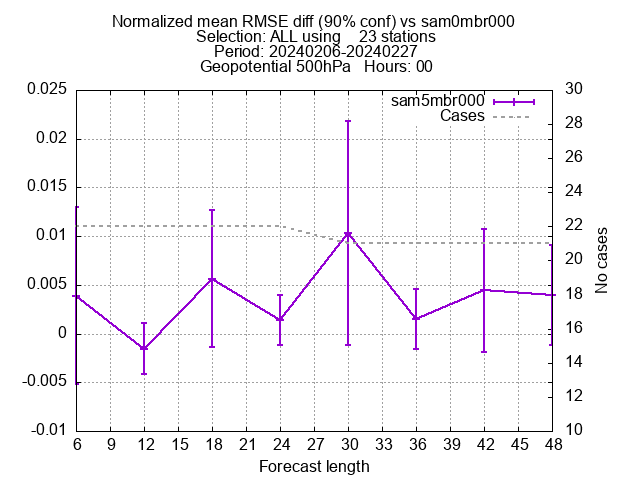 Normalized mean RMSE diff (90% conf) vs sam0mbr000
Selection: ALL using    23 stations
Period: 20240206-20240227
Geopotential 500hPa   Hours: 00
sam5mbr000
Cases
0.025
0.02
0.015
0.01
0.005
0
-0.005
-0.01
30
28
26
24
22
20
18
16
14
12
10
No cases
6 9 12 15 18 21 24 27 30 33 36 39 42 45 48
Forecast length